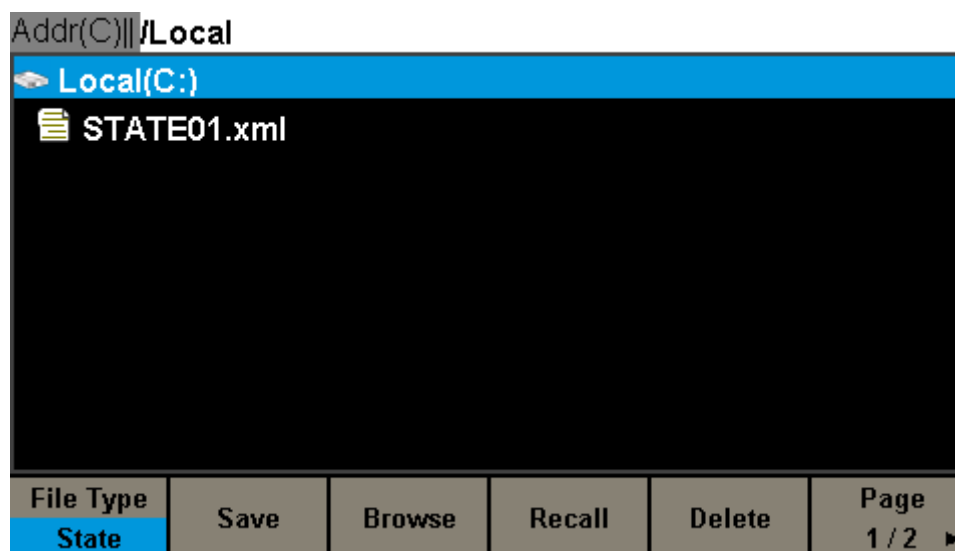 Addr(C)|| /Local
Local(C:)
STATE01.xml
File Type
State
Save
Browse
Recall
Delete
Page
1 / 2 ►